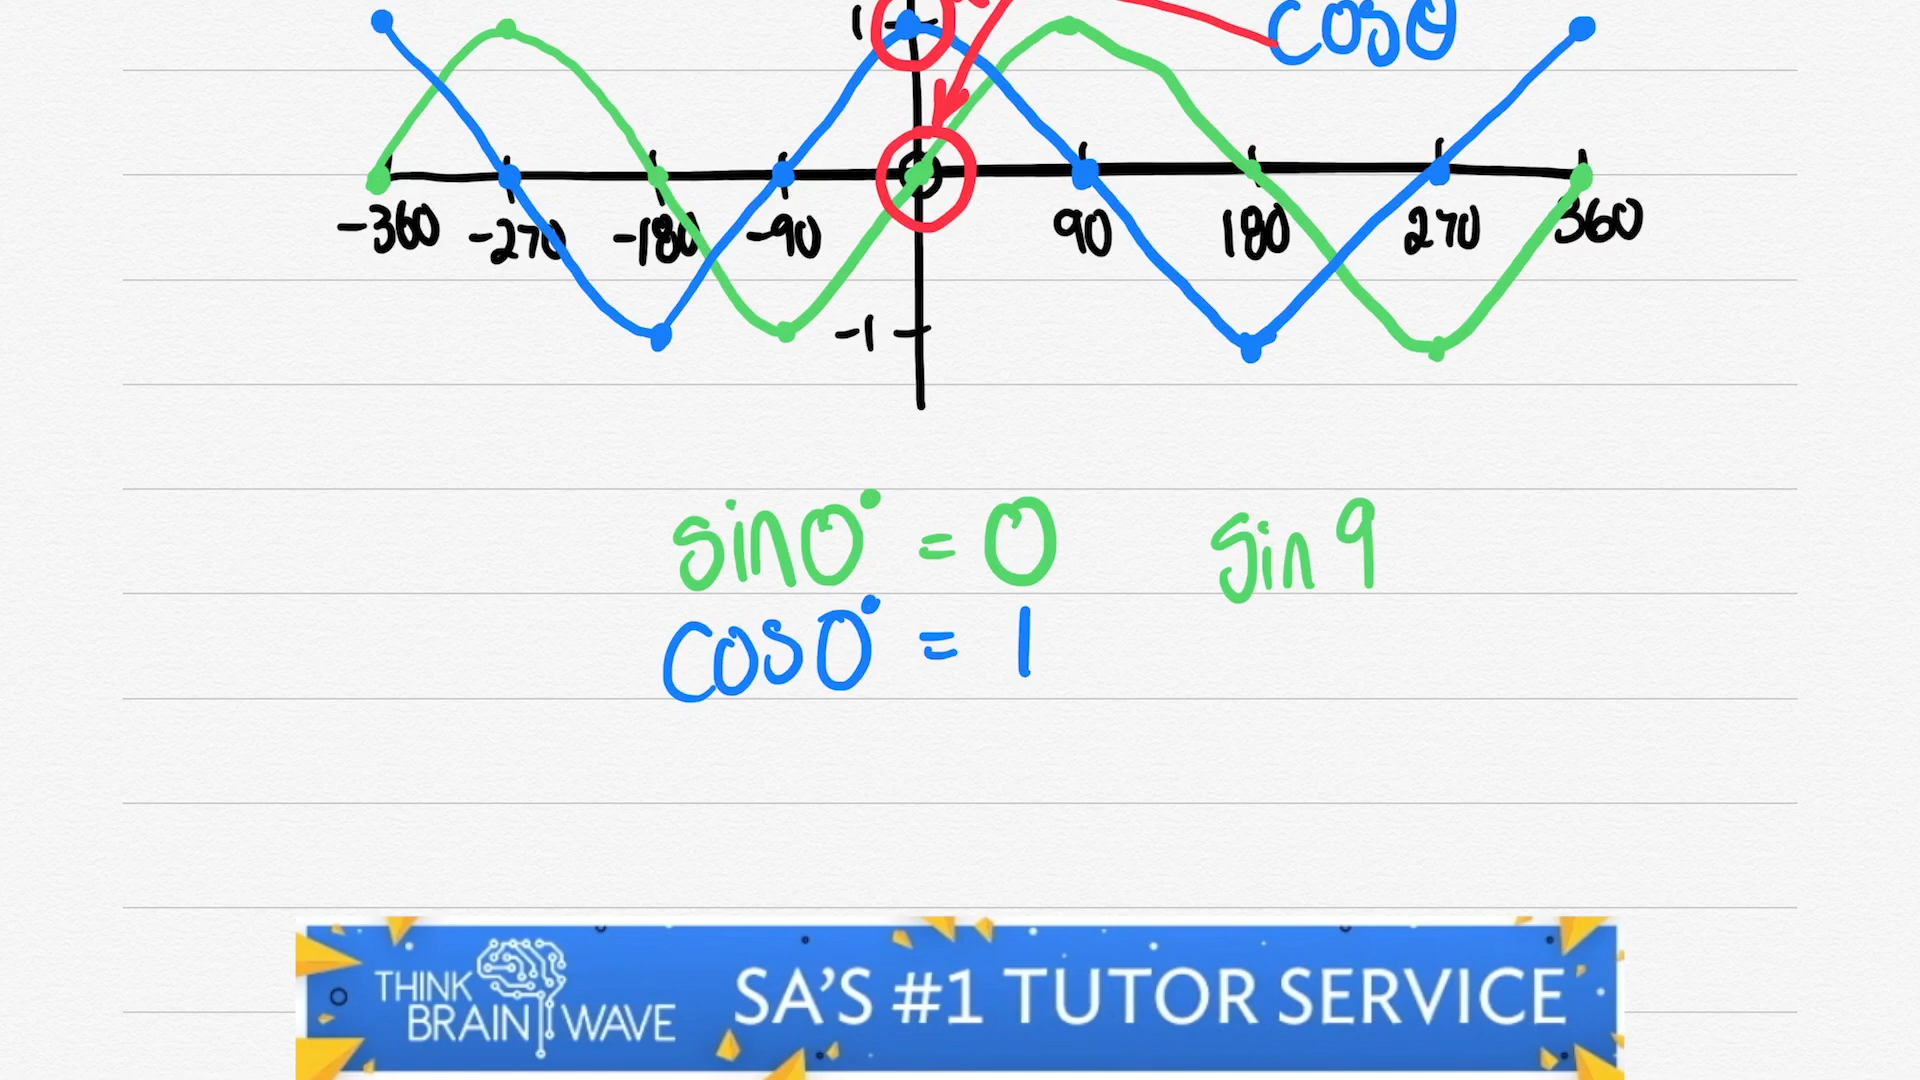 1
cosθ
-360 -270 -180 -90 90 180 270 360
-1
sin0° = 0 sin 9
cos0° = 1
THINK BRAIN WAVE
SA'S #1 TUTOR SERVICE